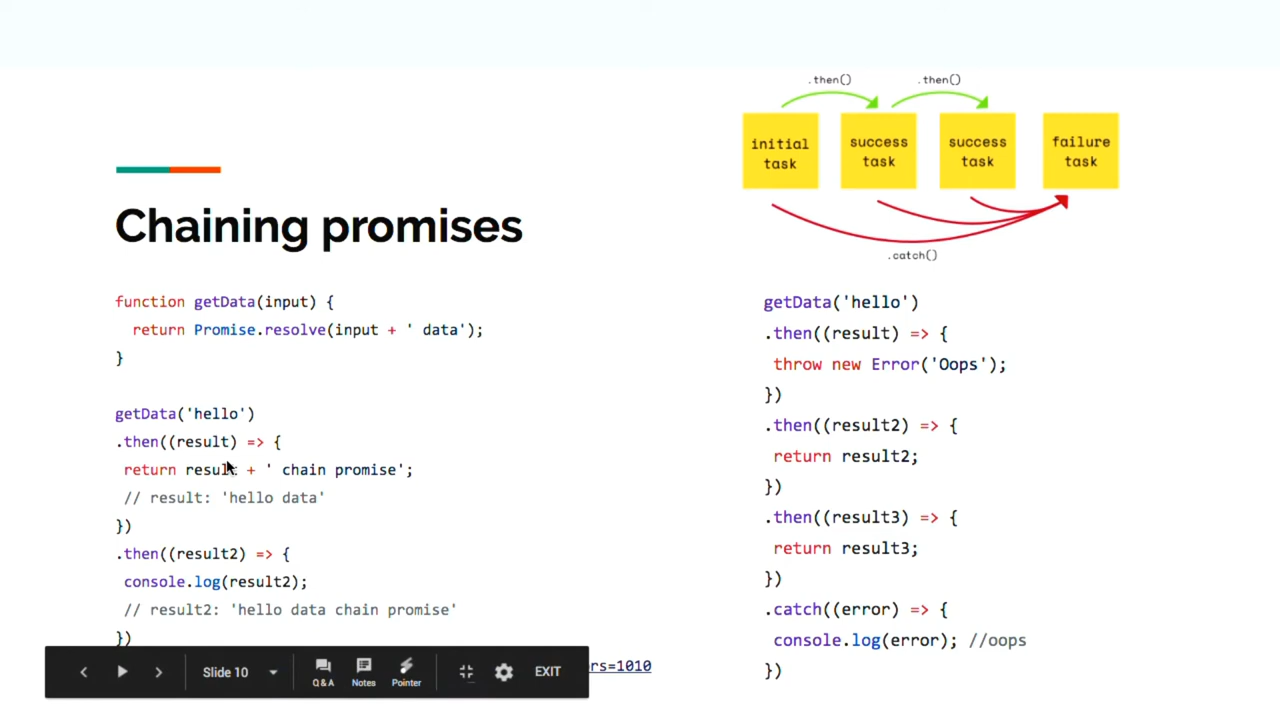 .then() .then()
initial task
success task
success task
failure task
.catch()
Chaining promises
function getData(input) {
return Promise.resolve(input + ' data');
}
getData('hello')
.then((result) => {
return result + ' chain promise';
// result: 'hello data'
})
.then((result2) => {
console.log(result2);
// result2: 'hello data chain promise'
})
rs=1010
getData('hello')
.then((result) => {
throw new Error('Oops');
})
.then((result2) => {
return result2;
})
.then((result3) => {
return result3;
})
.catch((error) => {
console.log(error); //oops
})
Slide 10
Q&A
Notes
Pointer
EXIT